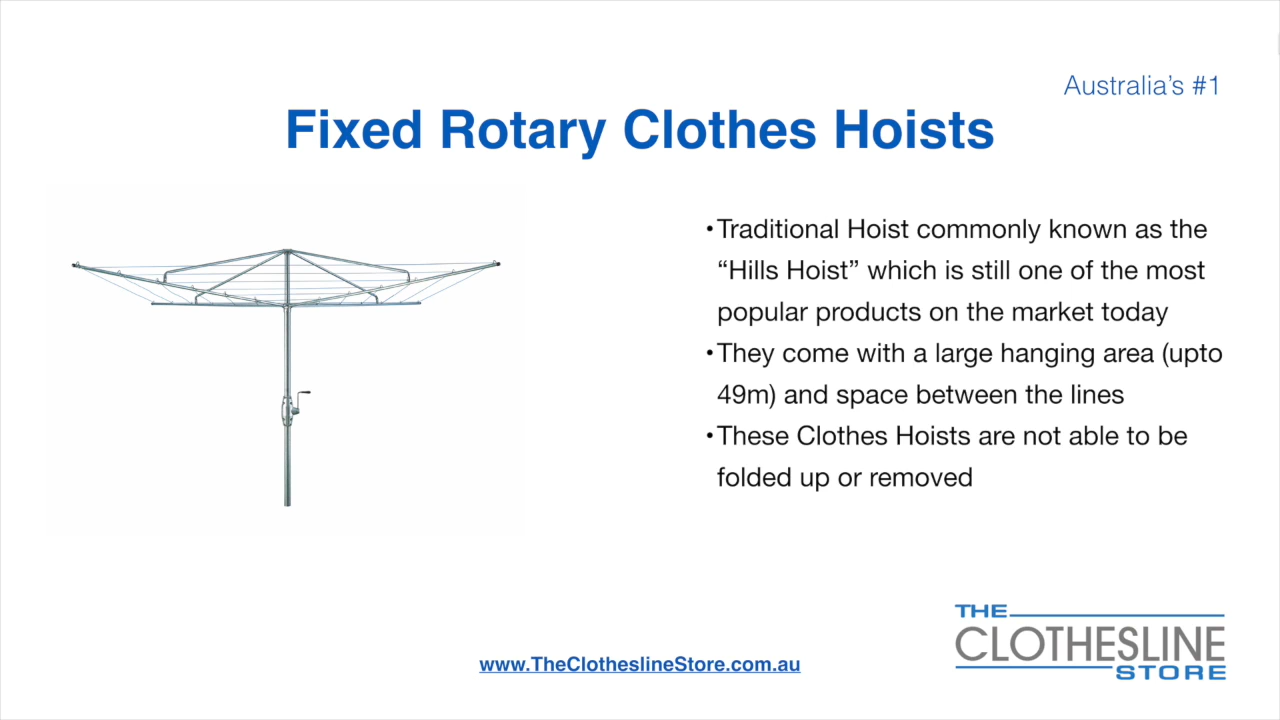 Australia’s #1
Fixed Rotary Clothes Hoists
•Traditional Hoist commonly known as the
“Hills Hoist” which is still one of the most
popular products on the market today
•They come with a large hanging area (upto
49m) and space between the lines
•These Clothes Hoists are not able to be
folded up or removed
THE
CLOTHESLINE
STORE
www.TheClotheslineStore.com.au